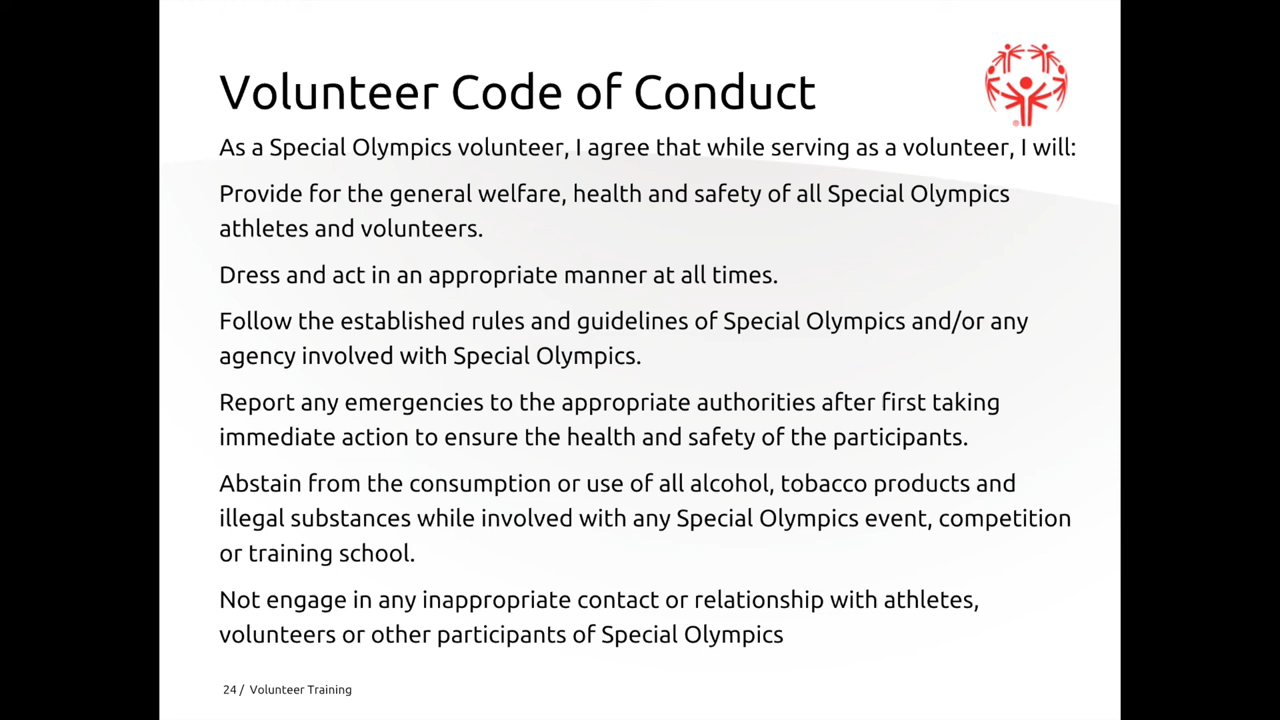 Volunteer Code of Conduct
As a Special Olympics volunteer, I agree that while serving as a volunteer, I will:
Provide for the general welfare, health and safety of all Special Olympics
athletes and volunteers.
Dress and act in an appropriate manner at all times.
Follow the established rules and guidelines of Special Olympics and/or any
agency involved with Special Olympics.
Report any emergencies to the appropriate authorities after first taking
immediate action to ensure the health and safety of the participants.
Abstain from the consumption or use of all alcohol, tobacco products and
illegal substances while involved with any Special Olympics event, competition
or training school.
Not engage in any inappropriate contact or relationship with athletes,
volunteers or other participants of Special Olympics
24 / Volunteer Training